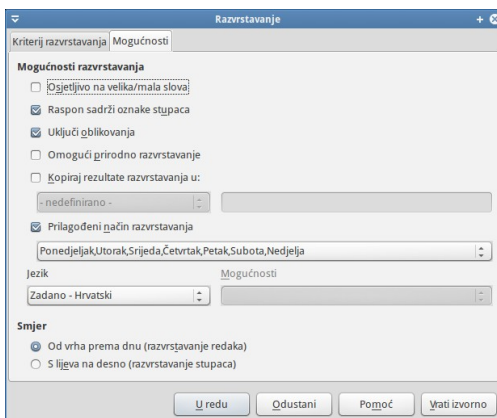 Razvrstavanje
Kriterij razvrstavanja Mogućnosti
Mogućnosti razvrstavanja
Osjetljivo na velika/mala slova
Raspon sadrži oznake stupaca
Uključi oblikovanja
Omogući prirodno razvrstavanje
Kopiraj rezultate razvrstavanja u:
- nedefinirano -
Prilagođeni način razvrstavanja
Ponedjeljak,Utorak,Srijeda,Četvrtak,Petak,Subota,Nedjelja
Jezik Mogućnosti
Zadano - Hrvatski
Smjer
Od vrha prema dnu (razvrstavanje redaka)
S lijeva na desno (razvrstavanje stupaca)
U redu Odustani Pomoć Vrati izvorno